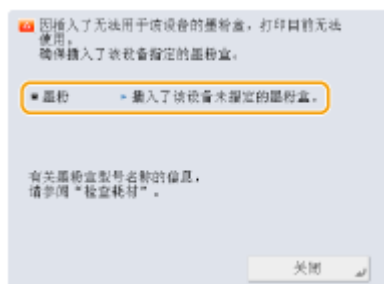 因插入了无法用于该设备的墨粉盒，打印目前无法
使用。
确保插入了该设备指定的墨粉盒。
墨粉 插入了该设备未指定的墨粉盒。
有关墨粉盒型号名称的信息，
请参阅“检查耗材”。
关闭